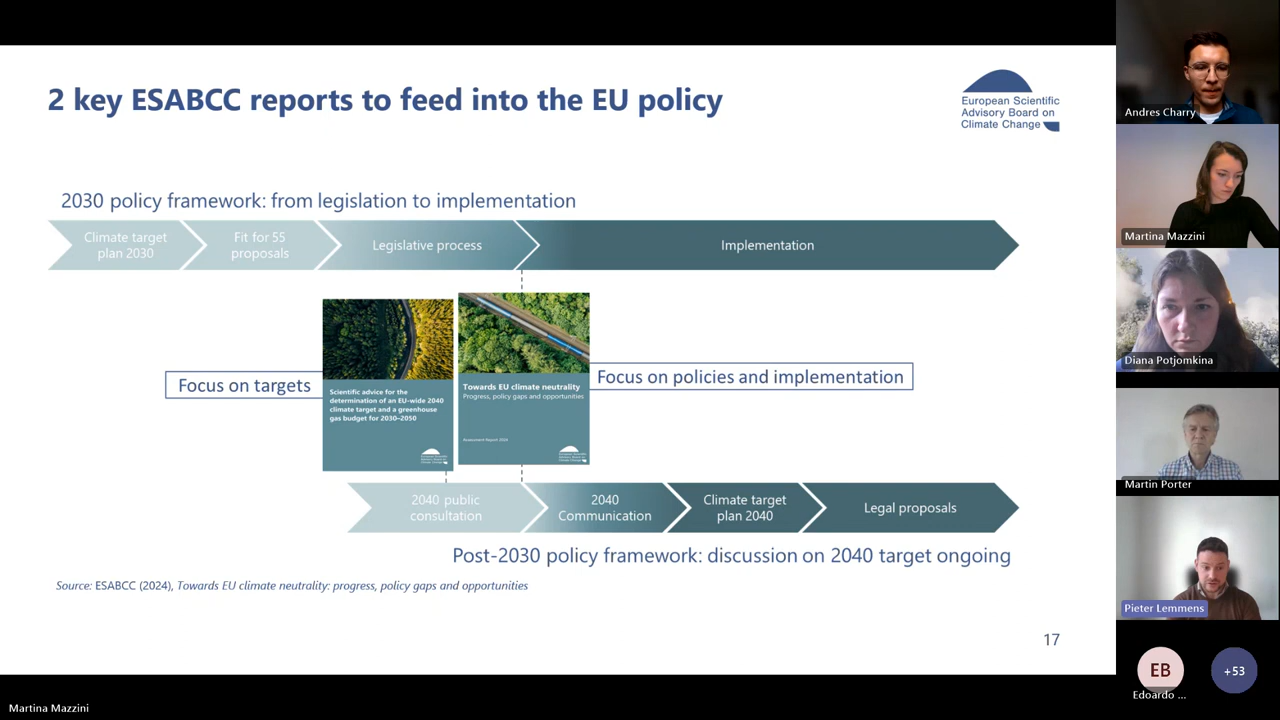 2 key ESABCC reports to feed into the EU policy
European Scientific
Advisory Board on
Climate Change
2030 policy framework: from legislation to implementation
Climate target
plan 2030
Fit for 55
proposals
Legislative process
Implementation
Focus on targets
Scientific advice for the
determination of an EU-wide 2040
climate target and a greenhouse
gas budget for 2030–2050
Towards EU climate neutrality
Progress, policy gaps and opportunities
Assessment Report 2024
Focus on policies and implementation
2040 public
consultation
2040
Communication
Climate target
plan 2040
Legal proposals
Post-2030 policy framework: discussion on 2040 target ongoing
Source: ESABCC (2024), Towards EU climate neutrality: progress, policy gaps and opportunities
17
Martina Mazzini
Andres Charry
Martina Mazzini
Diana Potjomkina
Martin Porter
Pieter Lemmens
EB
Edoardo ...
+53